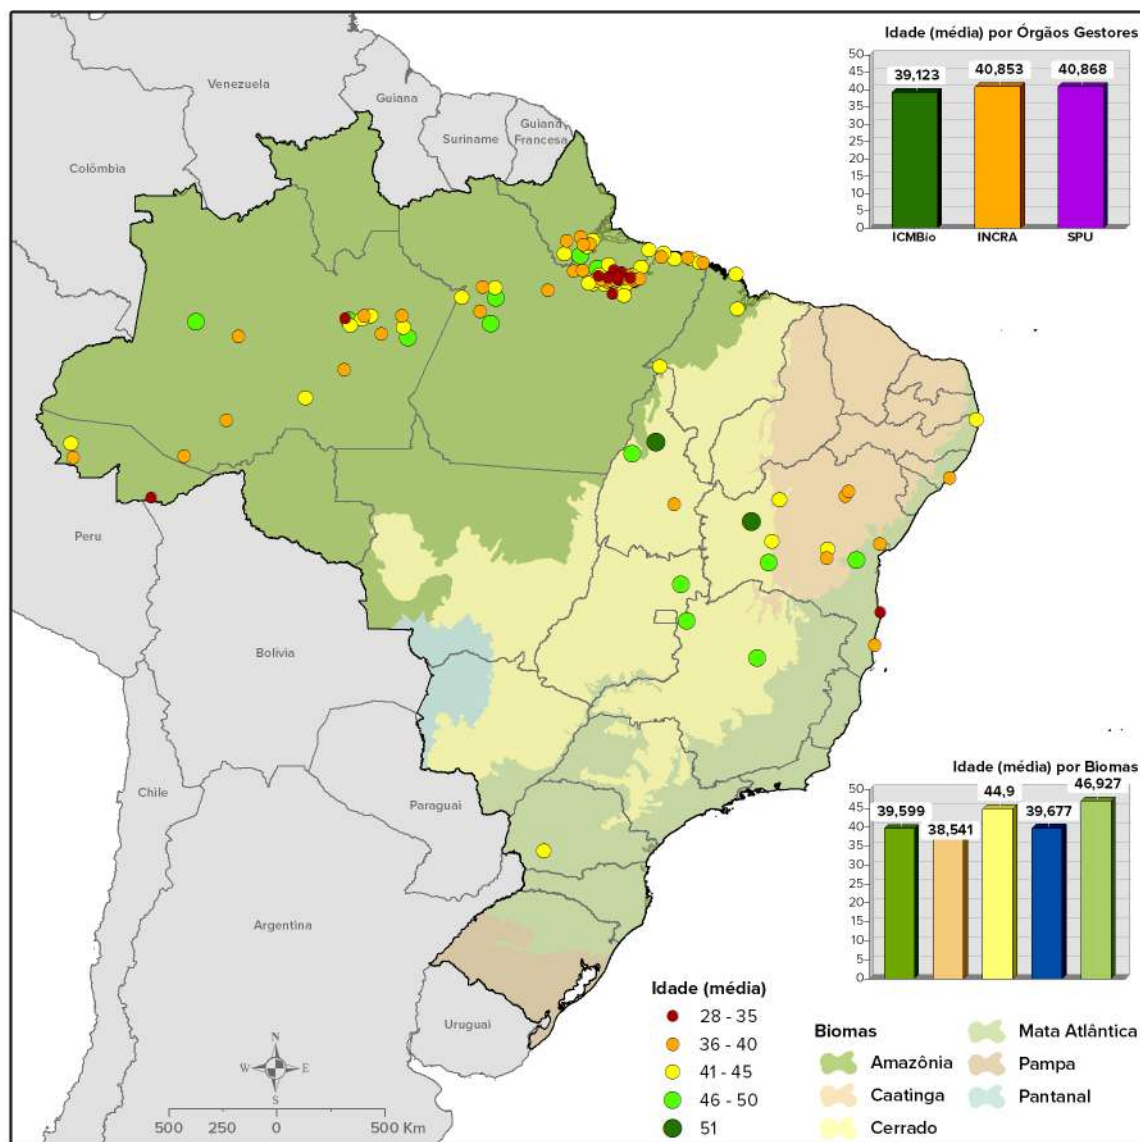 Idade (média) por Órgãos Gestores
50
45
40
35
30
25
20
15
10
5
0
39,123
40,853
40,868
ICMBio
INCRA
SPU
Venezuela
Guiana
Suriname
Guiana
Francesa
Colômbia
Peru
Bolívia
Chile
Paraguai
Argentina
Uruguai
Idade (média) por Biomas
50
45
40
35
30
25
20
15
10
5
0
39,599
38,541
44,9
39,677
46,927
Idade (média)
28 - 35
36 - 40
41 - 45
46 - 50
51
Biomas
Amazônia
Caatinga
Cerrado
Mata Atlântica
Pampa
Pantanal
N
W
E
S
500 250 0 500 Km